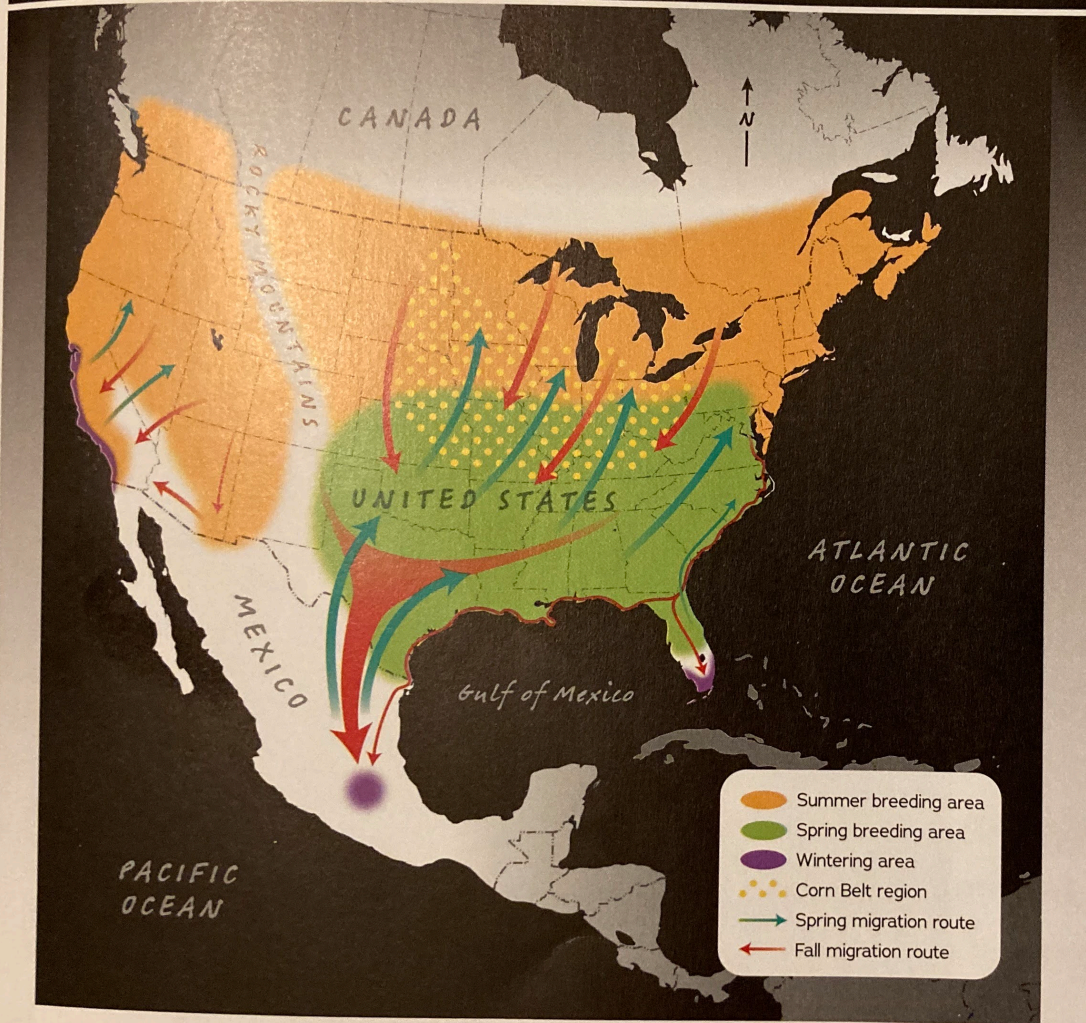 CANADA
N
ROCKY MOUNTAINS
UNITED STATES
ATLANTIC
OCEAN
MEXICO
Gulf of Mexico
PACIFIC
OCEAN
Summer breeding area
Spring breeding area
Wintering area
Corn Belt region
Spring migration route
Fall migration route